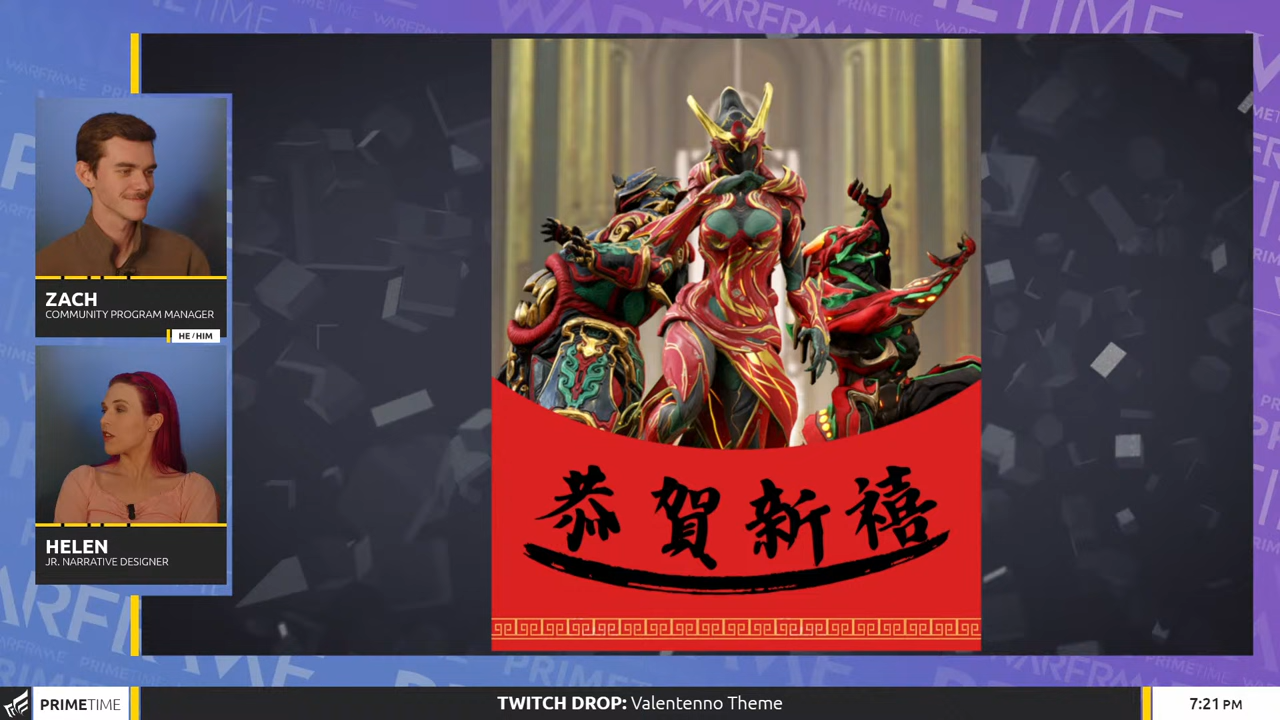 ZACH
COMMUNITY PROGRAM MANAGER
HE/HIM
HELEN
JR. NARRATIVE DESIGNER
恭賀新禧
PRIMETIME
TWITCH DROP: Valentenno Theme
7:21 PM